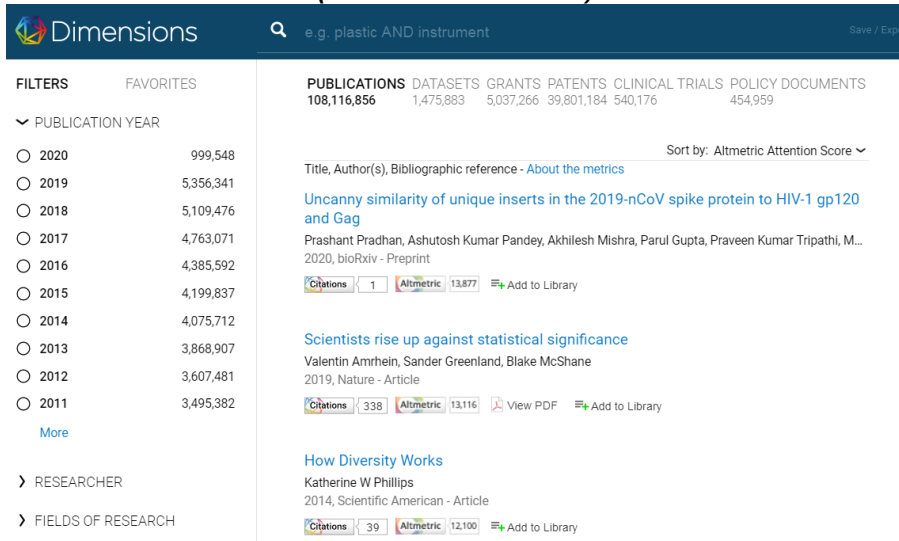 Dimensions
e.g. plastic AND instrument
Save /
FILTERS FAVORITES
PUBLICATION YEAR
2020 999,548
2019 5,356,341
2018 5,109,476
2017 4,763,071
2016 4,385,592
2015 4,199,837
2014 4,075,712
2013 3,868,907
2012 3,607,481
2011 3,495,382
More
RESEARCHER
FIELDS OF RESEARCH
PUBLICATIONS DATASETS GRANTS PATENTS CLINICAL TRIALS POLICY DOCUMENTS
108,116,856 1,475,883 5,037,266 39,801,184 540,176 454,959
Sort by: Altmetric Attention Score
Title, Author(s), Bibliographic reference - About the metrics
Uncanny similarity of unique inserts in the 2019-nCoV spike protein to HIV-1 gp120
and Gag
Prashant Pradhan, Ashutosh Kumar Pandey, Akhilesh Mishra, Parul Gupta, Praveen Kumar Tripathi, M...
2020, bioRxiv - Preprint
Citations 1 Altmetric 13,877 Add to Library
Scientists rise up against statistical significance
Valentin Amrhein, Sander Greenland, Blake McShane
2019, Nature - Article
Citations 338 Altmetric 13,116 View PDF Add to Library
How Diversity Works
Katherine W Phillips
2014, Scientific American - Article
Citations 39 Altmetric 12,100 Add to Library